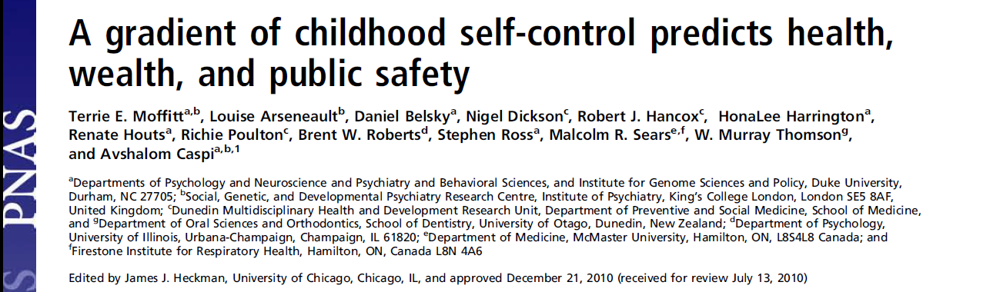 A gradient of childhood self-control predicts health,
wealth, and public safety
Terrie E. Moffitt^a,b, Louise Arseneault^b, Daniel Belsky^a, Nigel Dickson^c, Robert J. Hancox^c, HonaLee Harrington^a,
Renate Houts^a, Richie Poulton^c, Brent W. Roberts^d, Stephen Ross^a, Malcolm R. Sears^e,f, W. Murray Thomson^g,
and Avshalom Caspi^a,b,1
^aDepartments of Psychology and Neuroscience and Psychiatry and Behavioral Sciences, and Institute for Genome Sciences and Policy, Duke University,
Durham, NC 27705; ^bSocial, Genetic, and Developmental Psychiatry Research Centre, Institute of Psychiatry, King's College London, London SE5 8AF,
United Kingdom; ^cDunedin Multidisciplinary Health and Development Research Unit, Department of Preventive and Social Medicine, School of Medicine,
and ^gDepartment of Oral Sciences and Orthodontics, School of Dentistry, University of Otago, Dunedin, New Zealand; ^dDepartment of Psychology,
University of Illinois, Urbana-Champaign, Champaign, IL 61820; ^eDepartment of Medicine, McMaster University, Hamilton, ON, L8S4L8 Canada; and
^fFirestone Institute for Respiratory Health, Hamilton, ON, Canada L8N 4A6
Edited by James J. Heckman, University of Chicago, Chicago, IL, and approved December 21, 2010 (received for review July 13, 2010)
PNAS
S